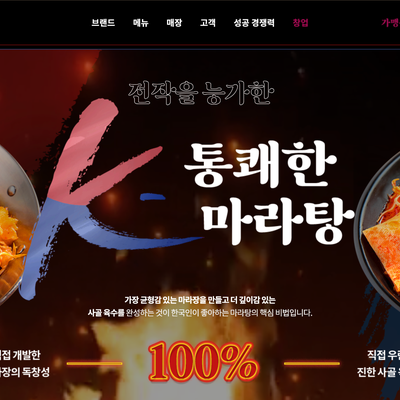 브랜드 메뉴 매장 고객 성공 경쟁력 창업 가맹
전작을 능가한
K-
통쾌한
마라탕
가장 균형감 있는 마라장을 만들고 더 깊이감 있는
사골 육수를 완성하는 것이 한국인이 좋아하는 마라탕의 핵심 비법입니다.
직접 개발한
마라장의 독창성
100%
직접 우린
진한 사골